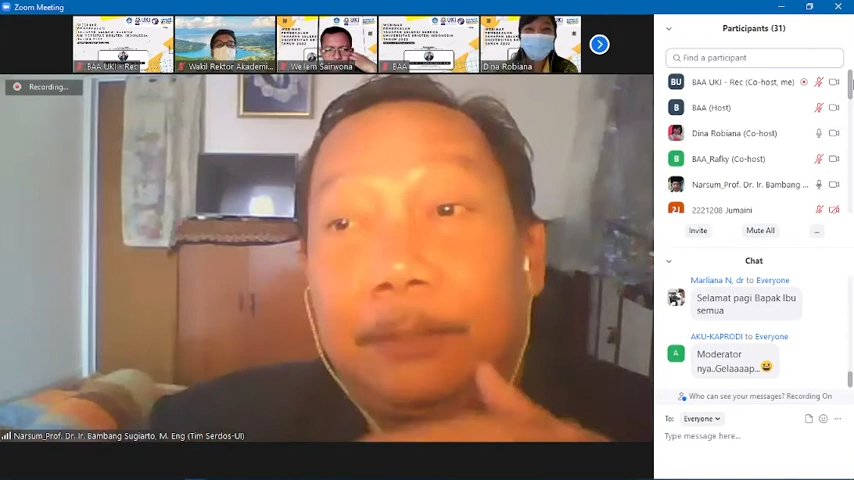 Zoom Meeting
BAA UKI - Rec
Wakil Rektor Akademi...
Wellem Sairwona
BAA
Dina Robiana
Recording...
Narsum_Prof. Dr. Ir. Bambang Sugiarto, M. Eng (Tim Serdos-UI)
Participants (31)
Find a participant
BU BAA UKI - Rec (Co-host, me)
B BAA (Host)
Dina Robiana (Co-host)
B BAA_Rafky (Co-host)
Narsum_Prof. Dr. Ir. Bambang ...
2J 2221208 Jumaini
Invite
Mute All
...
Chat
Marliana N, dr to Everyone
Selamat pagi Bapak Ibu
semua
AKU-KAPRODI to Everyone
A
Moderator
nya..Gelaaaap...😀
Who can see your messages? Recording On
To: Everyone
Type message here...